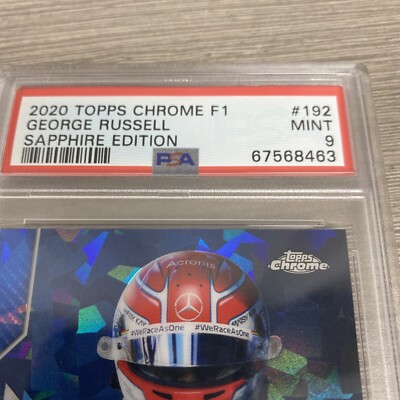 2020 TOPPS CHROME F1 #192
GEORGE RUSSELL MINT
SAPPHIRE EDITION 9
PSA 67568463
Topps
Chrome
Acronis
#WeRaceAsOne #WeRaceAsOne